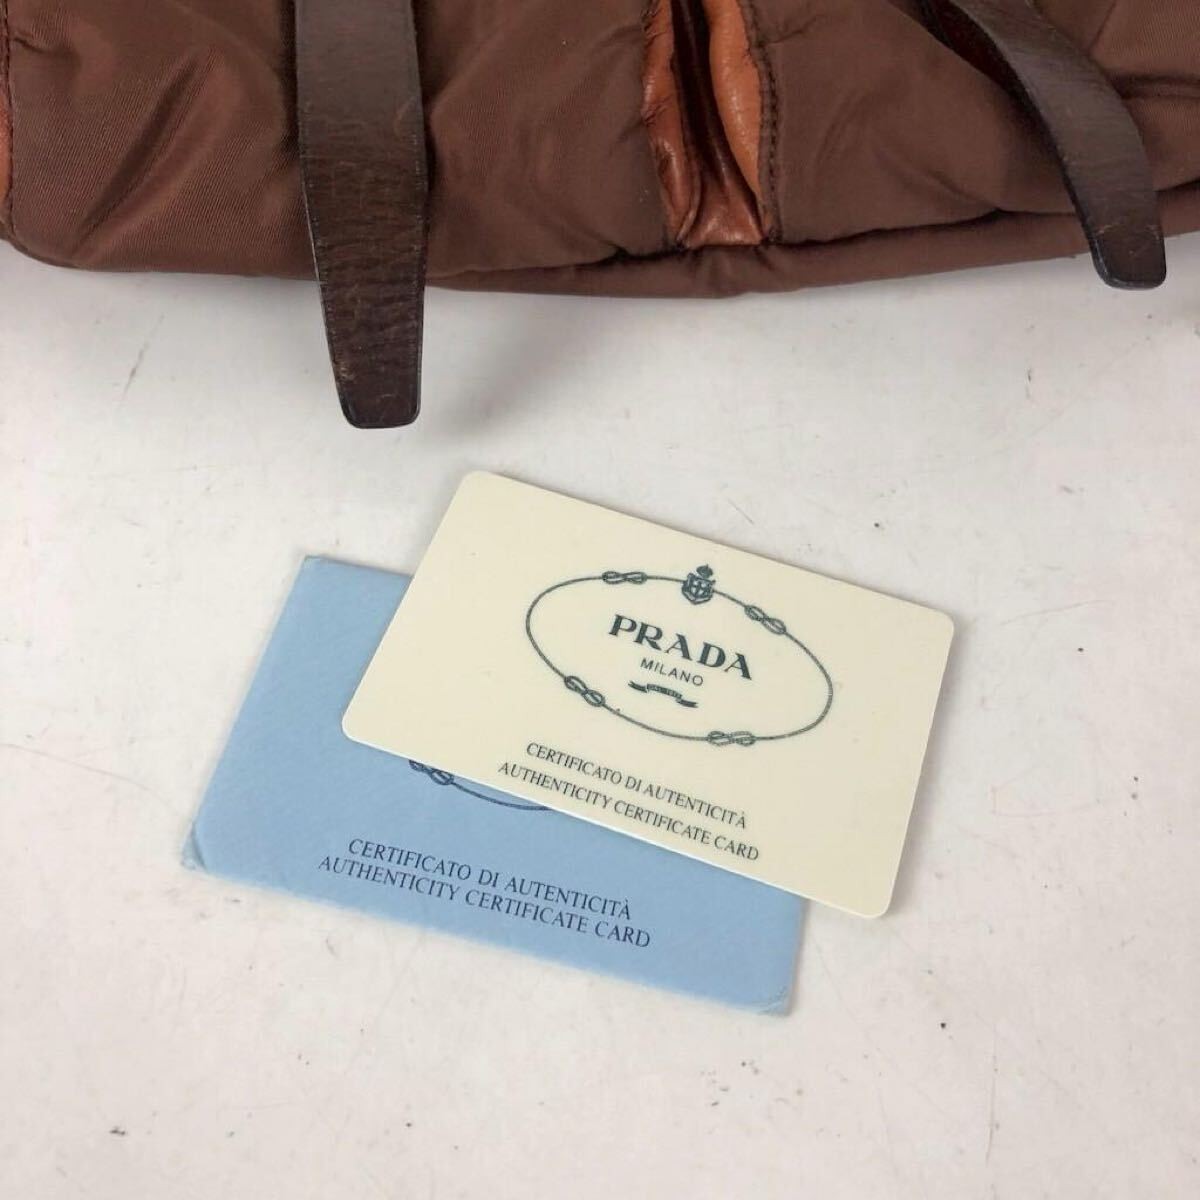 PRADA
MILANO
CERTIFICATO DI AUTENTICITÀ
AUTHENTICITY CERTIFICATE CARD
CERTIFICATO DI AUTENTICITÀ
AUTHENTICITY CERTIFICATE CARD